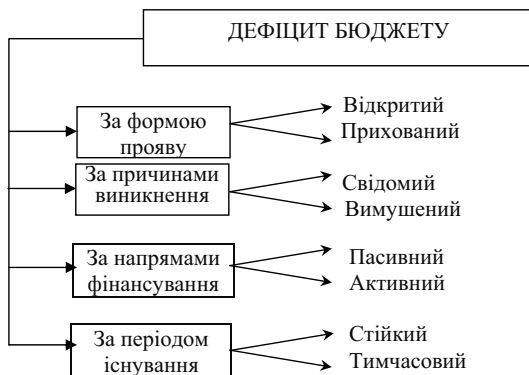 ДЕФІЦИТ БЮДЖЕТУ
За формою
прояву
Відкритий
Прихований
За причинами
виникнення
Свідомий
Вимушений
За напрямами
фінансування
Пасивний
Активний
За періодом
існування
Стійкий
Тимчасовий